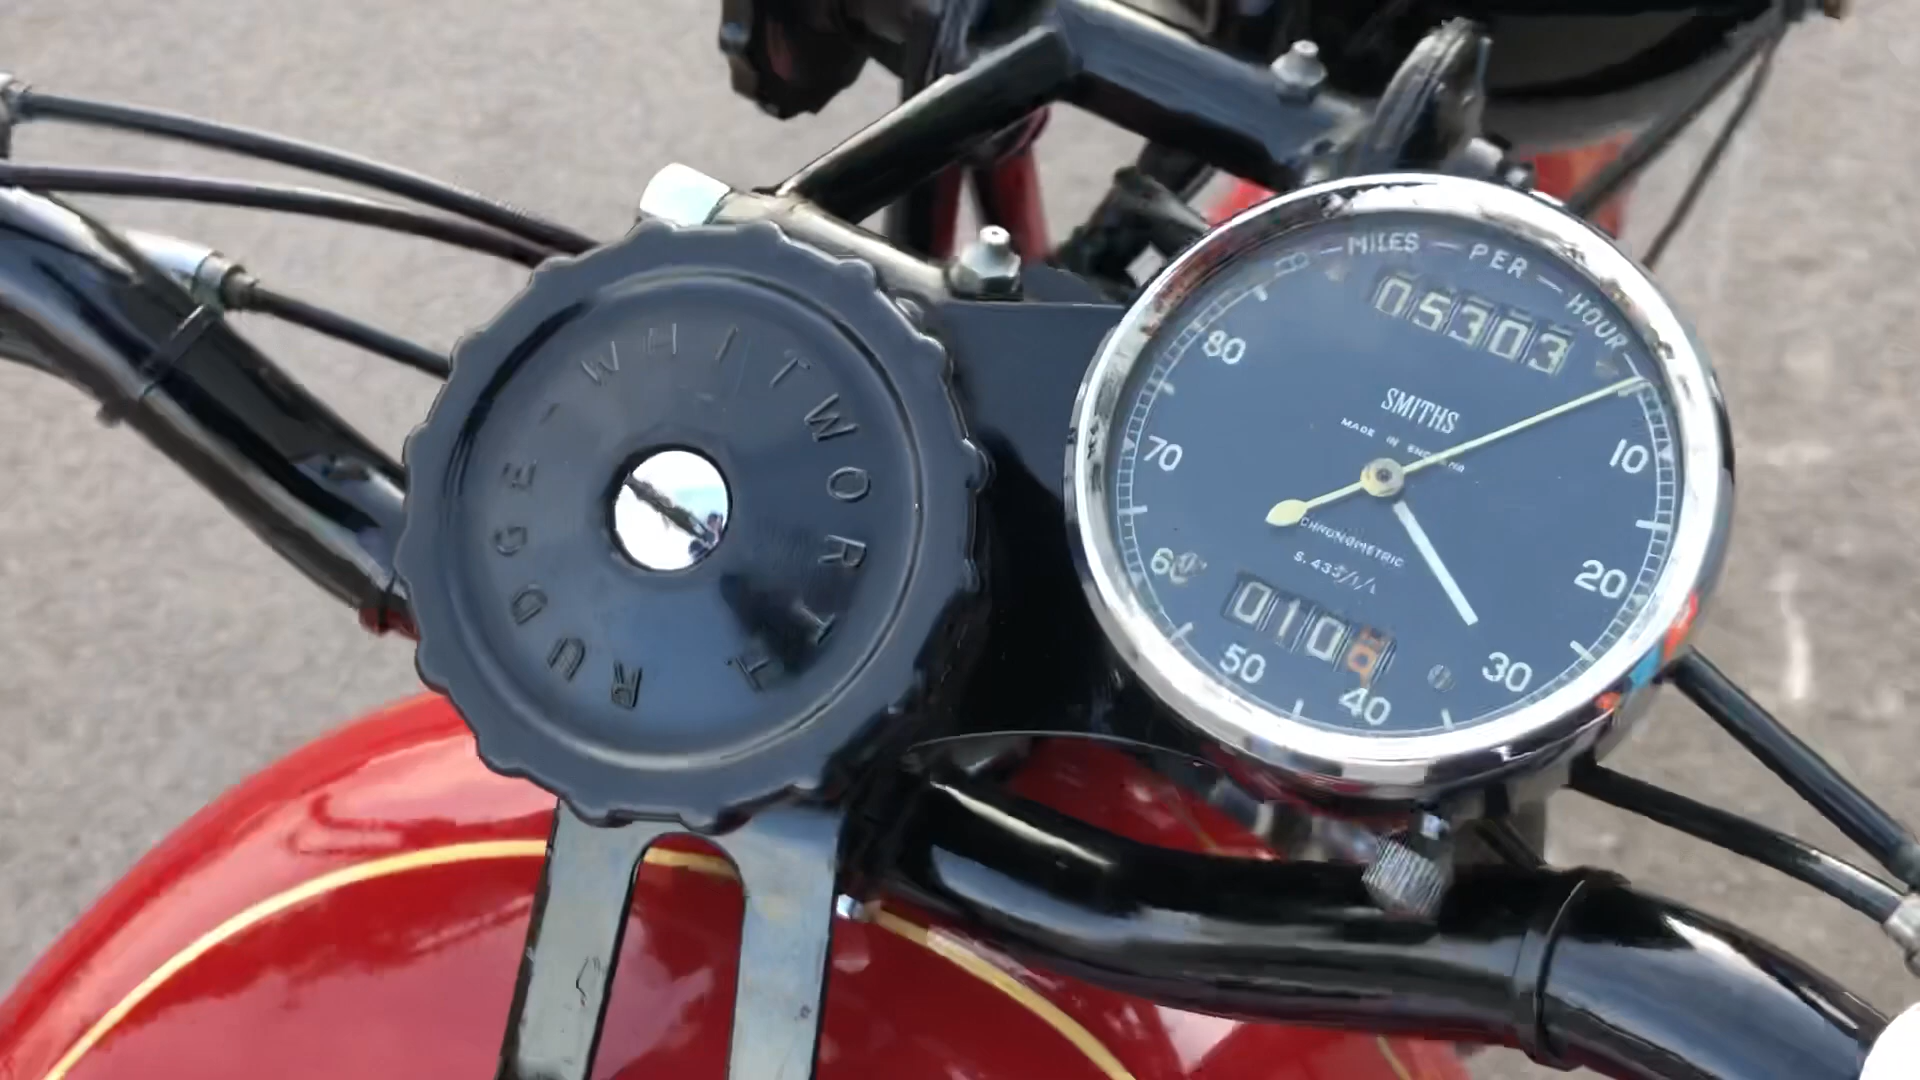 RUDGE - WHITWORTH
MILES — PER — HOUR
05303
SMITHS
MADE IN ENGLAND
CHRONOMETRIC
0106
10
20
30
40
50
60
70
80